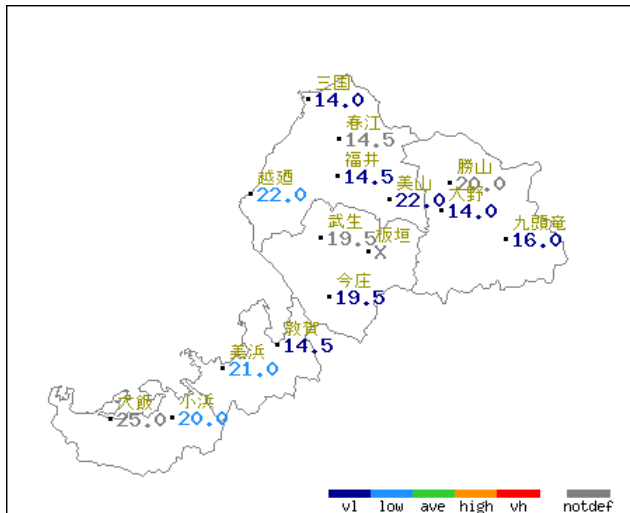 三国
14.0
春江
14.5
福井
14.5
勝山
20.0
越廼
22.0
美山
22.0
大野
14.0
九頭竜
16.0
武生
19.5
板垣
X
今庄
19.5
敦賀
14.5
美浜
21.0
大飯
25.0
小浜
20.0
vl low ave high vh notdef